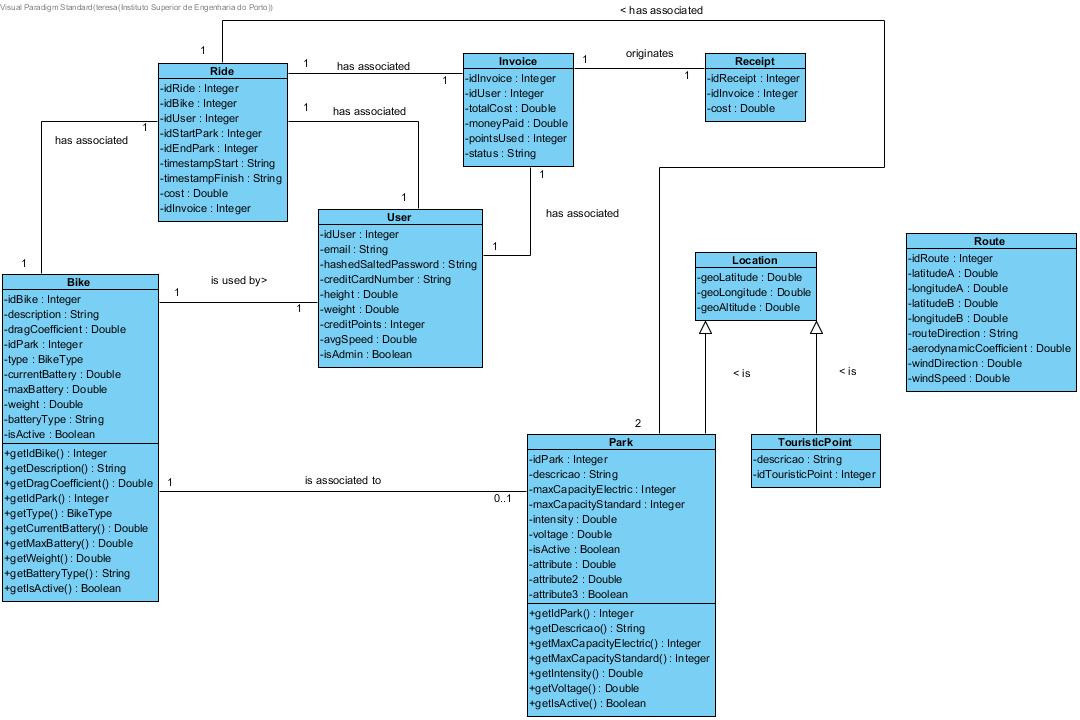 Visual Paradigm Standard(teresa(Instituto Superior de Engenharia do Porto))
< has associated
1
Ride
-idRide : Integer
-idBike : Integer
-idUser : Integer
-idStartPark : Integer
-idEndPark : Integer
-timestampStart : String
-timestampFinish : String
-cost : Double
-idInvoice : Integer
1
has associated
1
Invoice
-idInvoice : Integer
-idUser : Integer
-totalCost : Double
-moneyPaid : Double
-pointsUsed : Integer
-status : String
1
originates
1
Receipt
-idReceipt : Integer
-idInvoice : Integer
-cost : Double
1
has associated
1
1
has associated
1
1
has associated
1
User
-idUser : Integer
-email : String
-hashedSaltedPassword : String
-creditCardNumber : String
-height : Double
-weight : Double
-creditPoints : Integer
-avgSpeed : Double
-isAdmin : Boolean
Bike
-idBike : Integer
-description : String
-dragCoefficient : Double
-idPark : Integer
-type : BikeType
-currentBattery : Double
-maxBattery : Double
-weight : Double
-batteryType : String
-isActive : Boolean
+getIdBike() : Integer
+getDescription() : String
+getDragCoefficient() : Double
+getIdPark() : Integer
+getType() : BikeType
+getCurrentBattery() : Double
+getMaxBattery() : Double
+getWeight() : Double
+getBatteryType() : String
+getIsActive() : Boolean
1
is used by>
1
Location
-geoLatitude : Double
-geoLongitude : Double
-geoAltitude : Double
Route
-idRoute : Integer
-latitudeA : Double
-longitudeA : Double
-latitudeB : Double
-longitudeB : Double
-routeDirection : String
-aerodynamicCoefficient : Double
-windDirection : Double
-windSpeed : Double
< is
< is
2
1
is associated to
0..1
Park
-idPark : Integer
-descricao : String
-maxCapacityElectric : Integer
-maxCapacityStandard : Integer
-intensity : Double
-voltage : Double
-isActive : Boolean
-attribute : Double
-attribute2 : Double
-attribute3 : Boolean
+getIdPark() : Integer
+getDescricao() : String
+getMaxCapacityElectric() : Integer
+getMaxCapacityStandard() : Integer
+getIntensity() : Double
+getVoltage() : Double
+getIsActive() : Boolean
TouristicPoint
-descricao : String
-idTouristicPoint : Integer